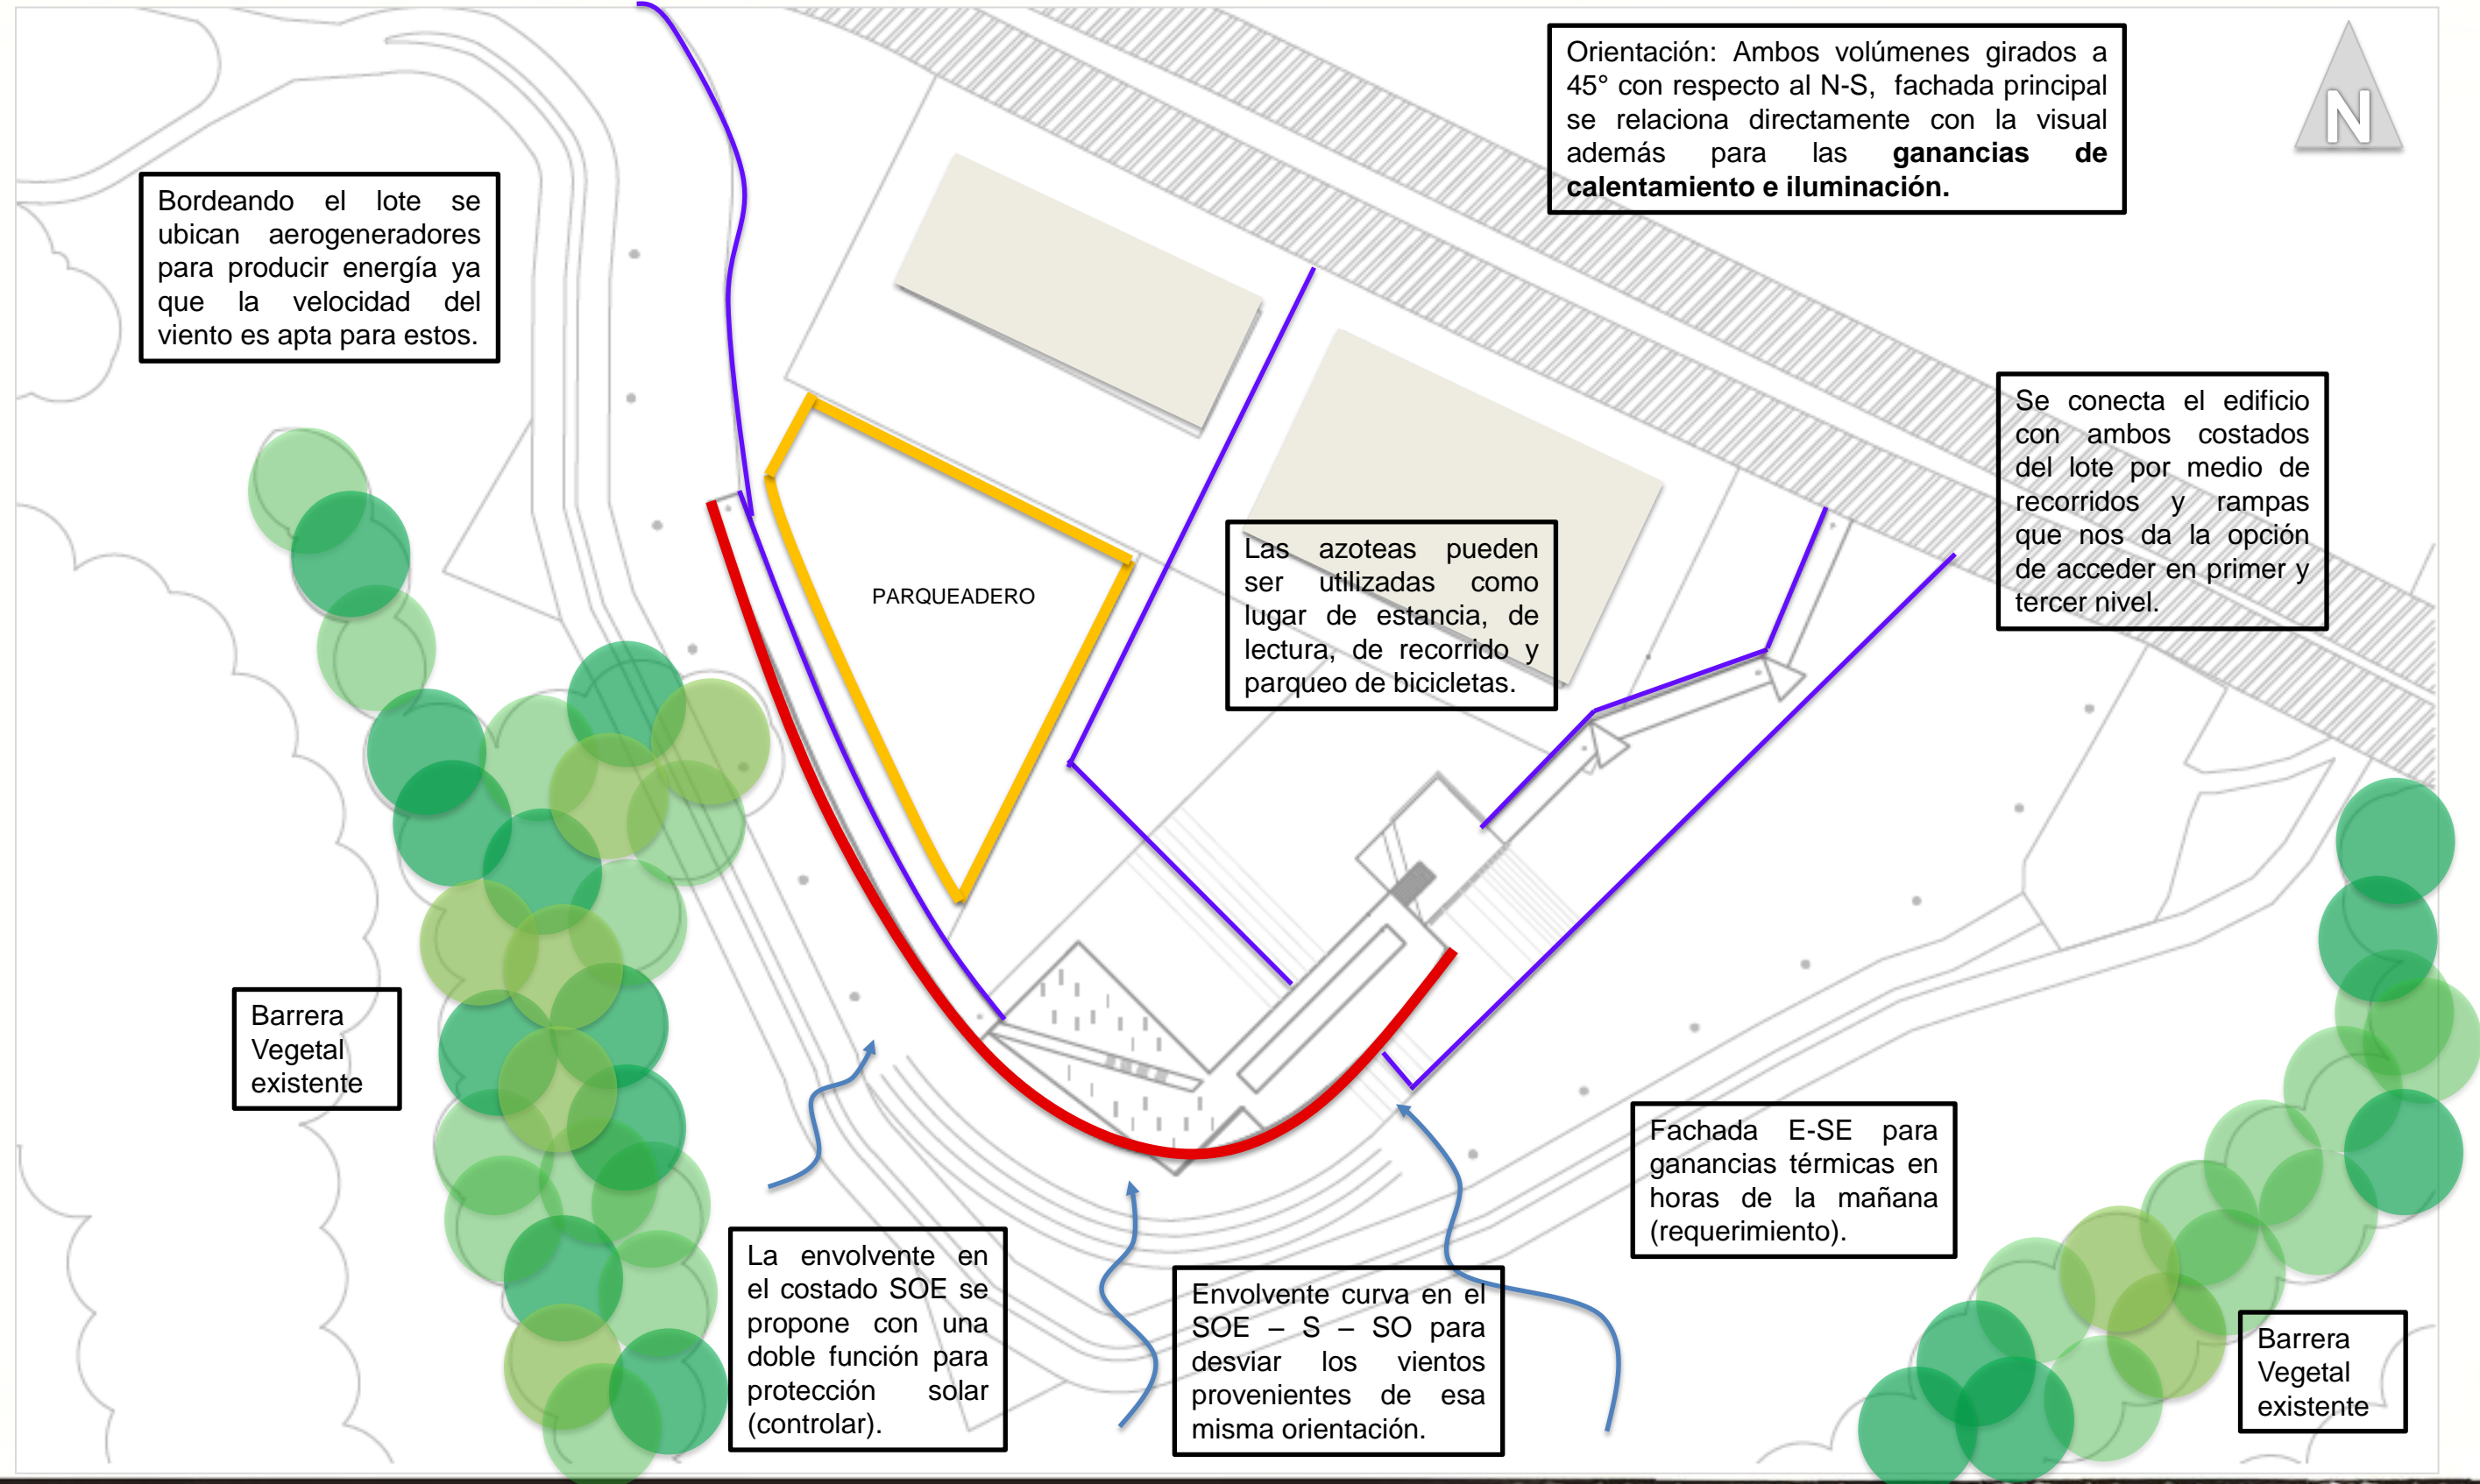 Orientación: Ambos volúmenes girados a
45° con respecto al N-S, fachada principal
se relaciona directamente con la visual
además para las ganancias de
calentamiento e iluminación.
N
Bordeando el lote se
ubican aerogeneradores
para producir energía ya
que la velocidad del
viento es apta para estos.
Se conecta el edificio
con ambos costados
del lote por medio de
recorridos y rampas
que nos da la opción
de acceder en primer y
tercer nivel.
PARQUEADERO
Las azoteas pueden
ser utilizadas como
lugar de estancia, de
lectura, de recorrido y
parqueo de bicicletas.
Barrera
Vegetal
existente
Fachada E-SE para
ganancias térmicas en
horas de la mañana
(requerimiento).
La envolvente en
el costado SOE se
propone con una
doble función para
protección solar
(controlar).
Envolvente curva en el
SOE – S – SO para
desviar los vientos
provenientes de esa
misma orientación.
Barrera
Vegetal
existente